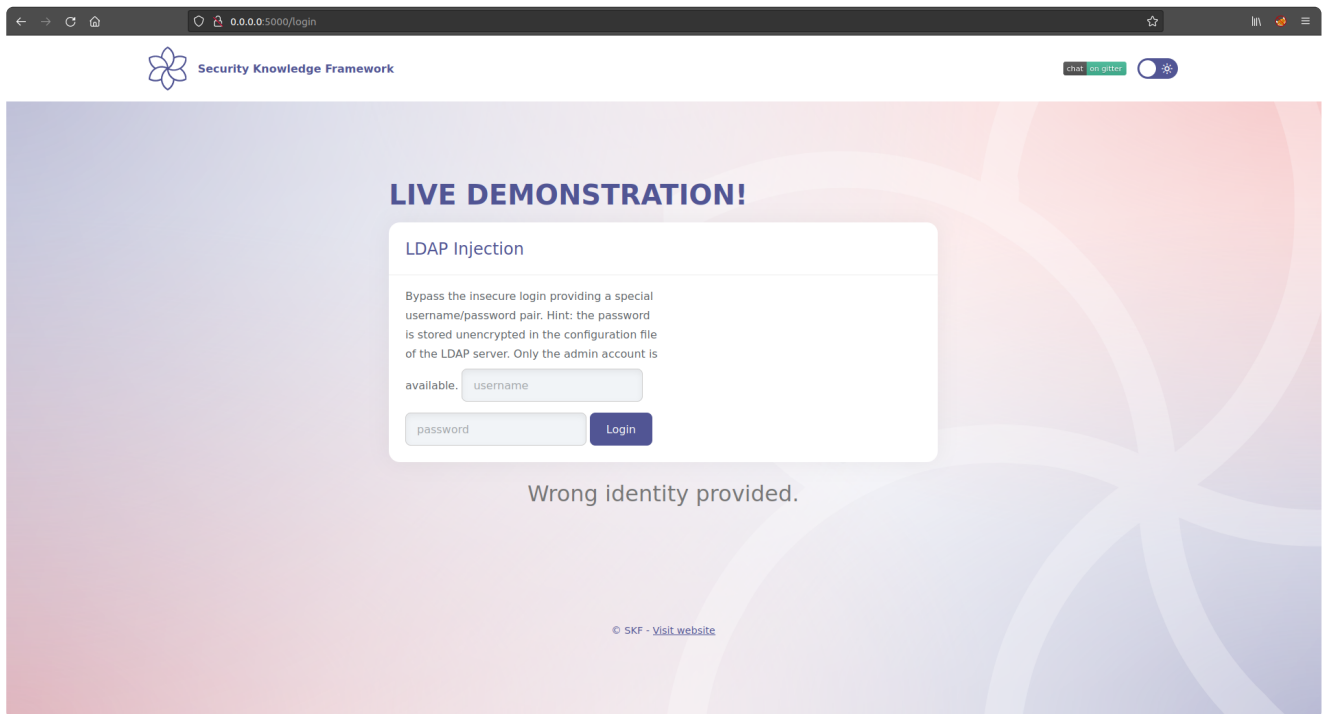 0.0.0.0:5000/login
Security Knowledge Framework
chat on gitter
LIVE DEMONSTRATION!
LDAP Injection
Bypass the insecure login providing a special
username/password pair. Hint: the password
is stored unencrypted in the configuration file
of the LDAP server. Only the admin account is
available. username
password Login
Wrong identity provided.
© SKF - Visit website